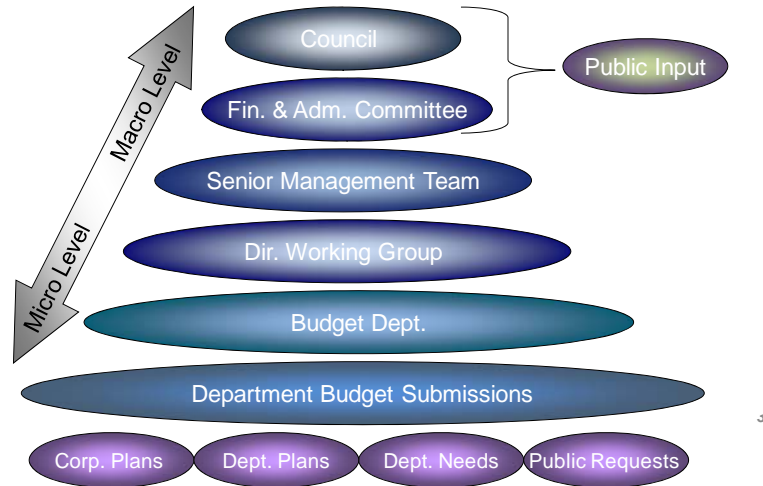 Council
Public Input
Fin. & Adm. Committee
Macro Level
Senior Management Team
Dir. Working Group
Micro Level
Budget Dept.
Department Budget Submissions
Corp. Plans
Dept. Plans
Dept. Needs
Public Requests